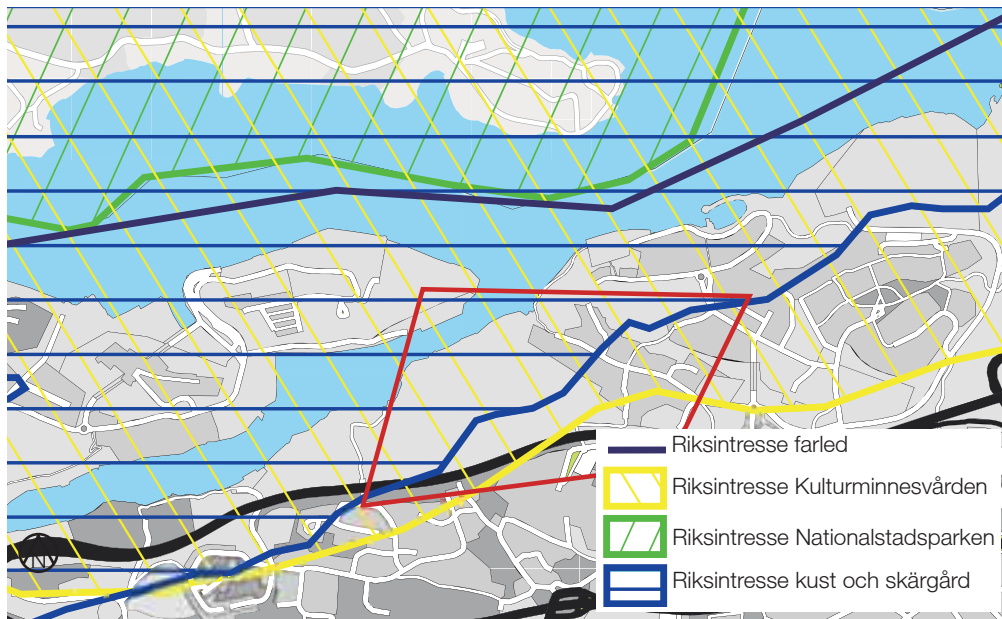 Riksintresse farled
Riksintresse Kulturminnesvården
Riksintresse Nationalstadsparken
Riksintresse kust och skärgård